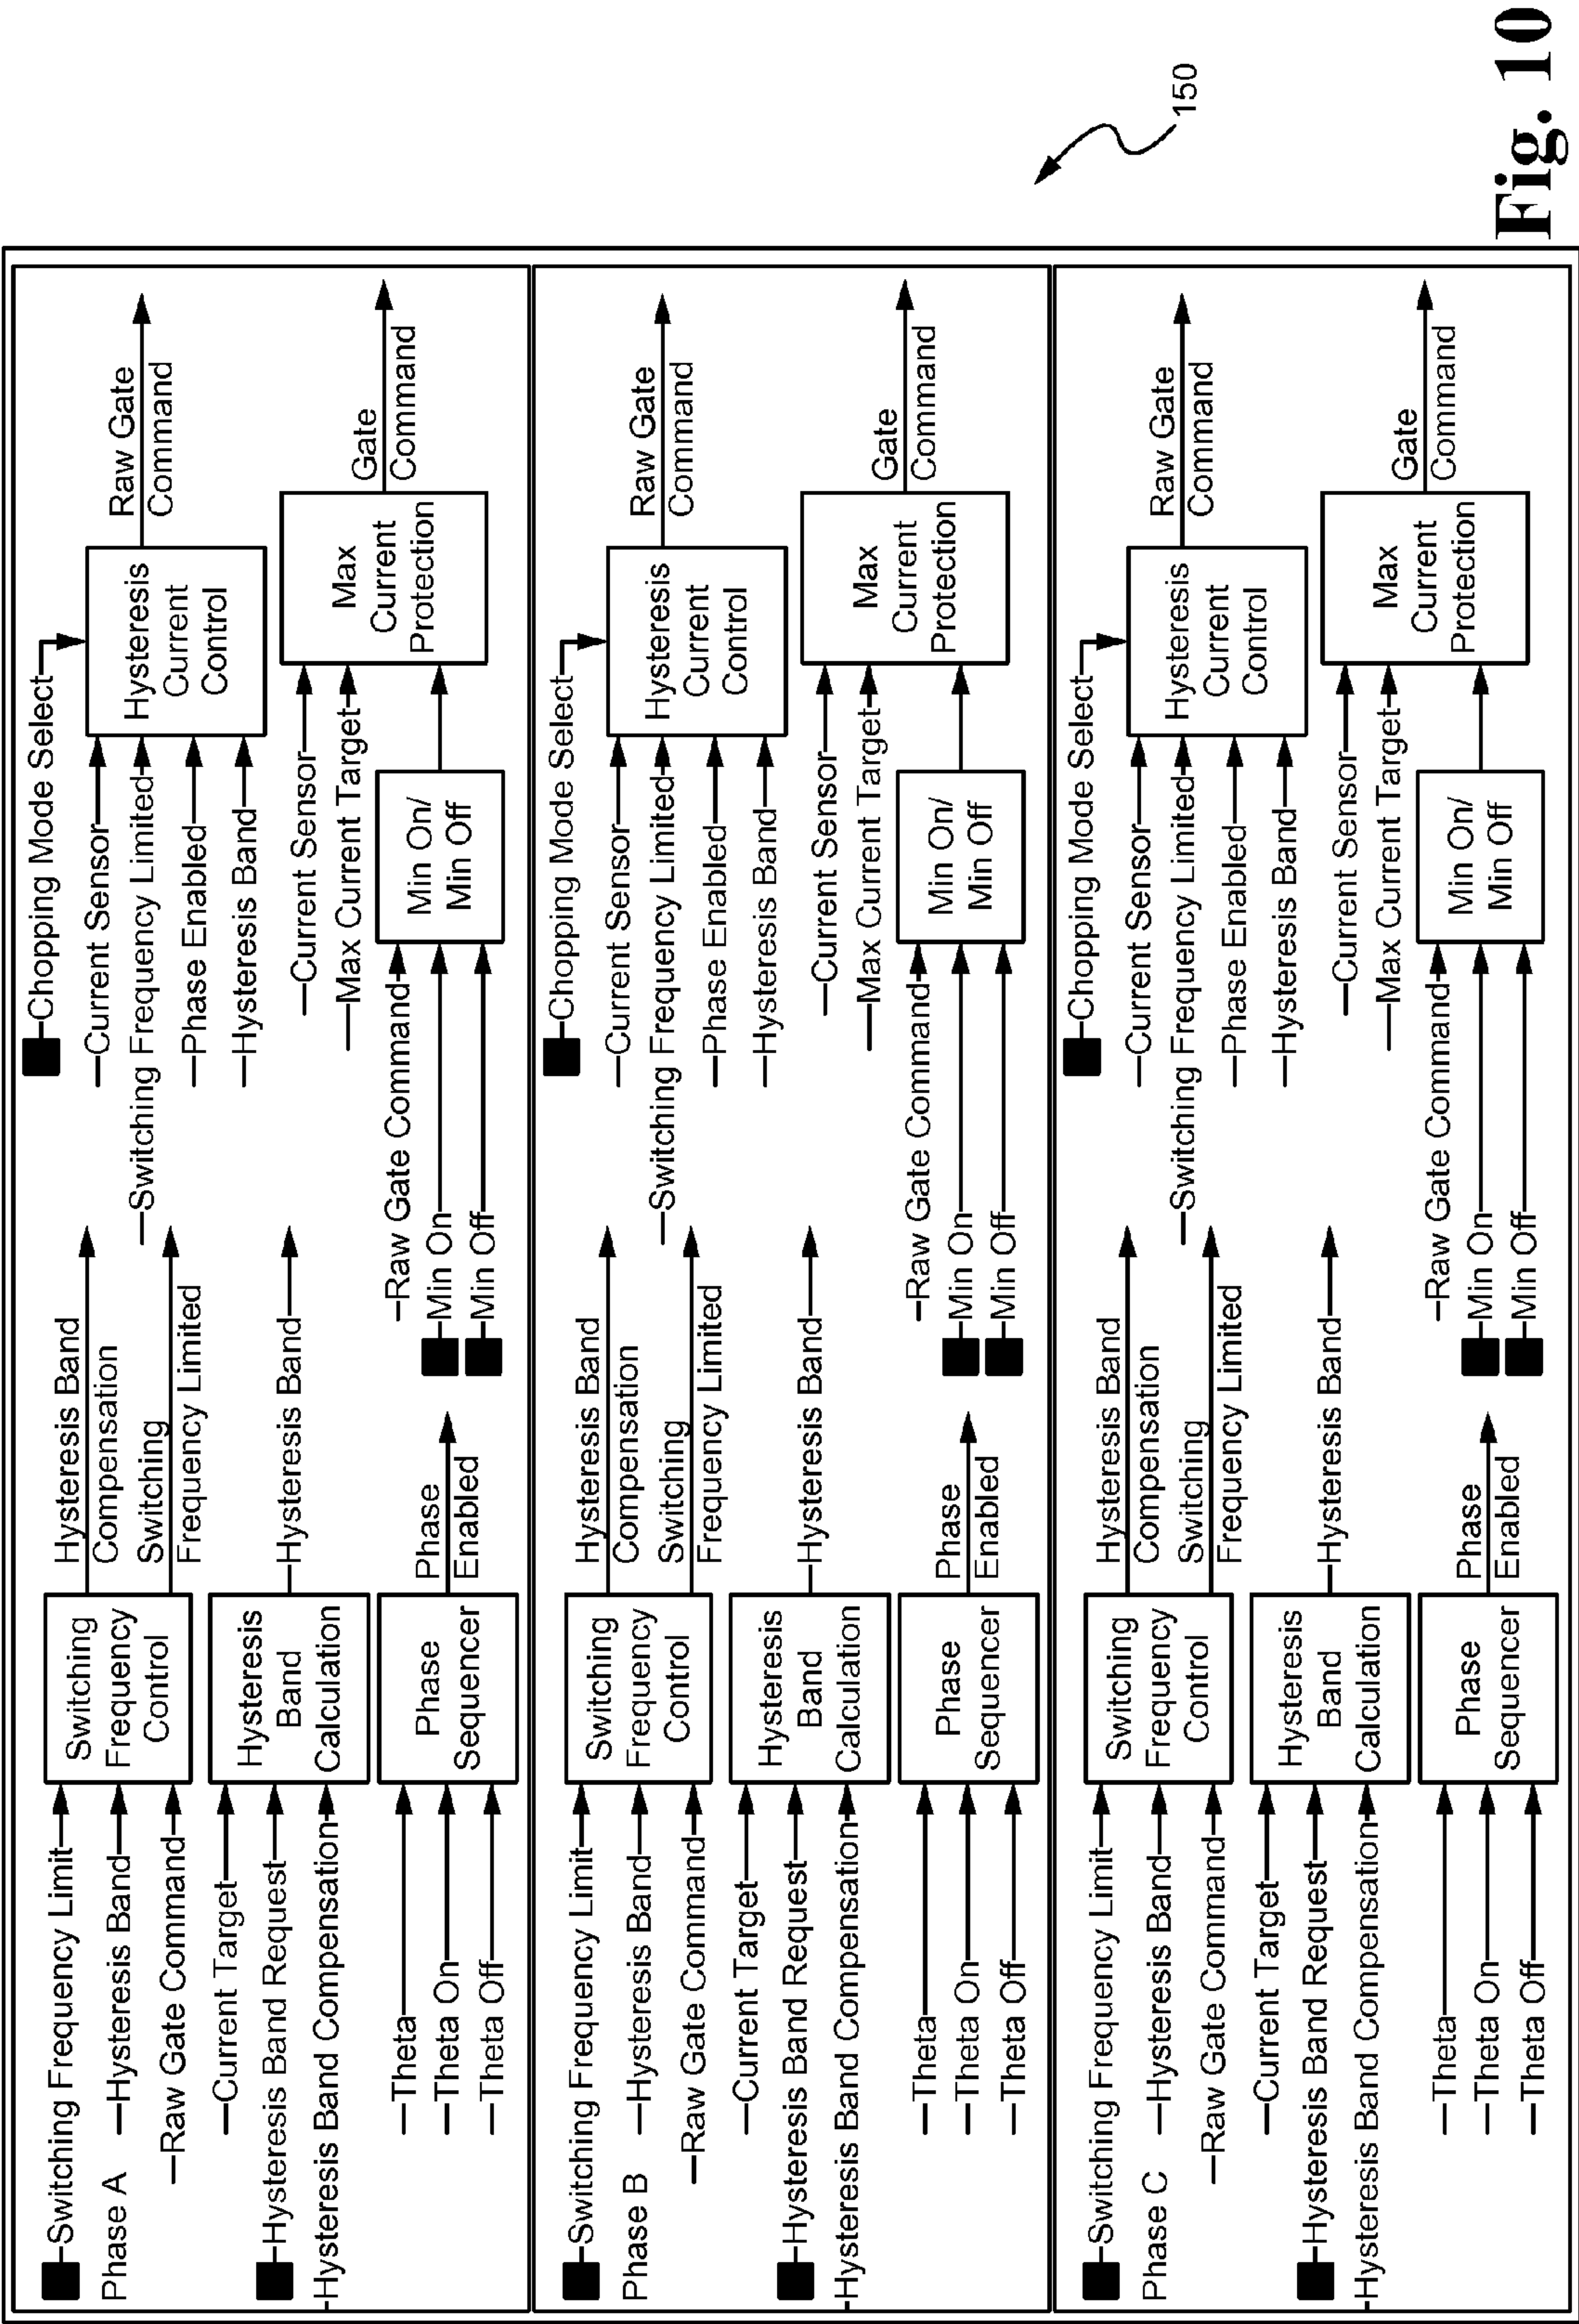 Switching Frequency Limit
Phase A
Hysteresis Band
Raw Gate Command
Switching
Frequency
Control
Hysteresis Band
Compensation
Switching
Frequency Limited
Current Target
Hysteresis Band Request
Hysteresis Band Compensation
Hysteresis
Band
Calculation
Hysteresis Band
Theta
Theta On
Theta Off
Phase
Sequencer
Phase
Enabled
Chopping Mode Select
Current Sensor
Switching Frequency Limited
Phase Enabled
Hysteresis Band
Hysteresis
Current
Control
Raw Gate
Command
Current Sensor
Max Current Target
Raw Gate Command
Min On
Min Off
Min On/
Min Off
Max
Current
Protection
Gate
Command
Switching Frequency Limit
Phase B
Hysteresis Band
Raw Gate Command
Switching
Frequency
Control
Hysteresis Band
Compensation
Switching
Frequency Limited
Current Target
Hysteresis Band Request
Hysteresis Band Compensation
Hysteresis
Band
Calculation
Hysteresis Band
Theta
Theta On
Theta Off
Phase
Sequencer
Phase
Enabled
Chopping Mode Select
Current Sensor
Switching Frequency Limited
Phase Enabled
Hysteresis Band
Hysteresis
Current
Control
Raw Gate
Command
Current Sensor
Max Current Target
Raw Gate Command
Min On
Min Off
Min On/
Min Off
Max
Current
Protection
Gate
Command
Switching Frequency Limit
Phase C
Hysteresis Band
Raw Gate Command
Switching
Frequency
Control
Hysteresis Band
Compensation
Switching
Frequency Limited
Current Target
Hysteresis Band Request
Hysteresis Band Compensation
Hysteresis
Band
Calculation
Hysteresis Band
Theta
Theta On
Theta Off
Phase
Sequencer
Phase
Enabled
Chopping Mode Select
Current Sensor
Switching Frequency Limited
Phase Enabled
Hysteresis Band
Hysteresis
Current
Control
Raw Gate
Command
Current Sensor
Max Current Target
Raw Gate Command
Min On
Min Off
Min On/
Min Off
Max
Current
Protection
Gate
Command
150
Fig. 10